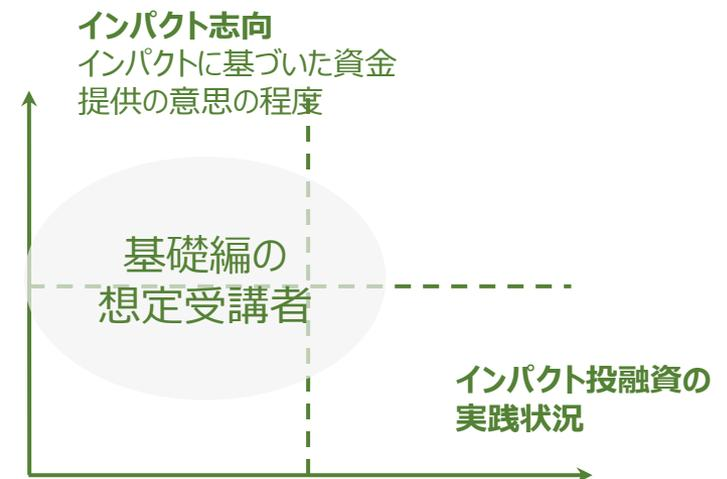 インパクト志向
インパクトに基づいた資金
提供の意思の程度
基礎編の
想定受講者
インパクト投融資の
実践状況